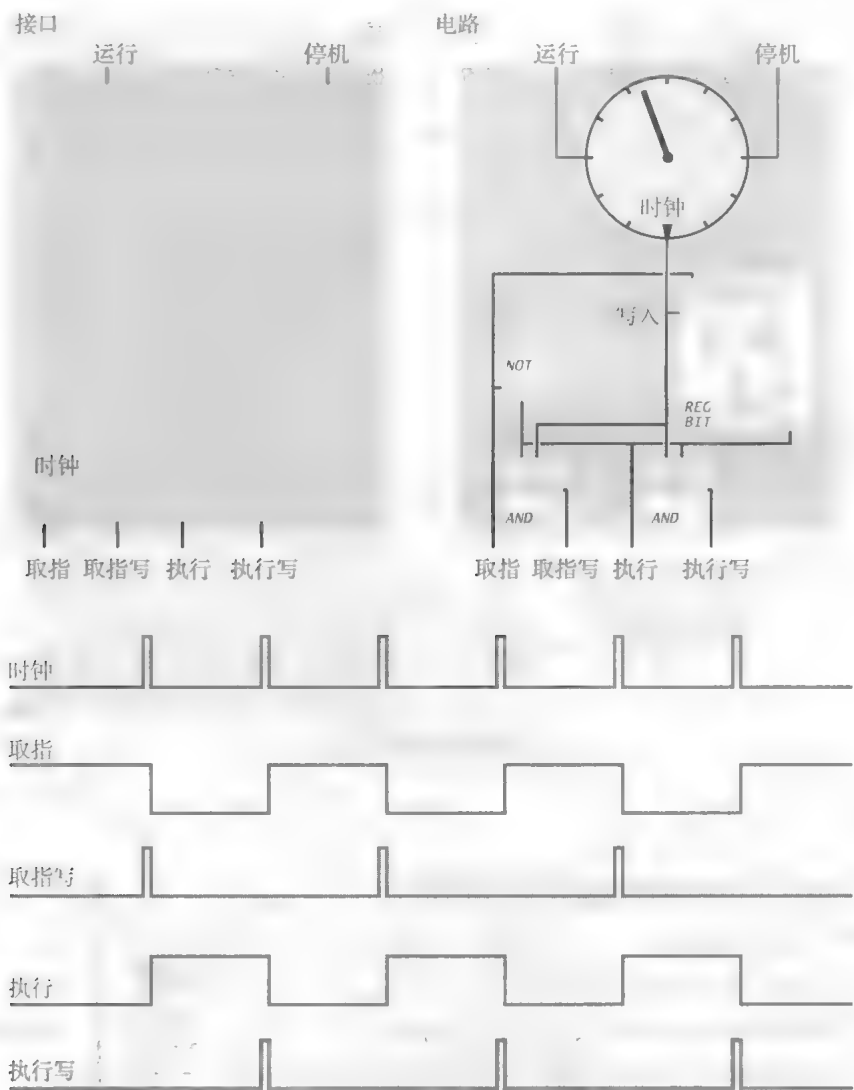 接口
电路
运行 停机
运行 停机
时钟
写入
NOT
REG
BIT
时钟
AND AND
取指 取指写 执行 执行写
取指 取指写 执行 执行写
时钟
取指
取指写
执行
执行写